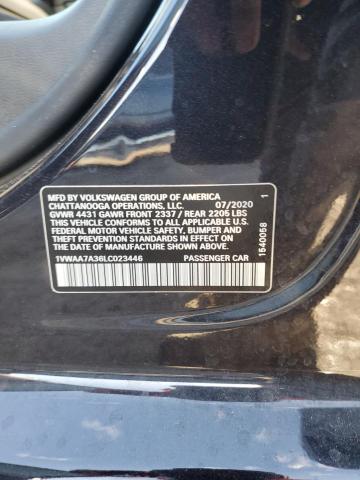 MFD BY VOLKSWAGEN GROUP OF AMERICA
CHATTANOOGA OPERATIONS, LLC. 07/2020
GVWR 4431 GAWR FRONT 2337 / REAR 2205 LBS
THIS VEHICLE CONFORMS TO ALL APPLICABLE U.S.
FEDERAL MOTOR VEHICLE SAFETY, BUMPER AND
THEFT PREVENTION STANDARDS IN EFFECT ON THE
DATE OF MANUFACTURE SHOWN ABOVE.
1VWAA7A36LC023446 PASSENGER CAR
1540058 1